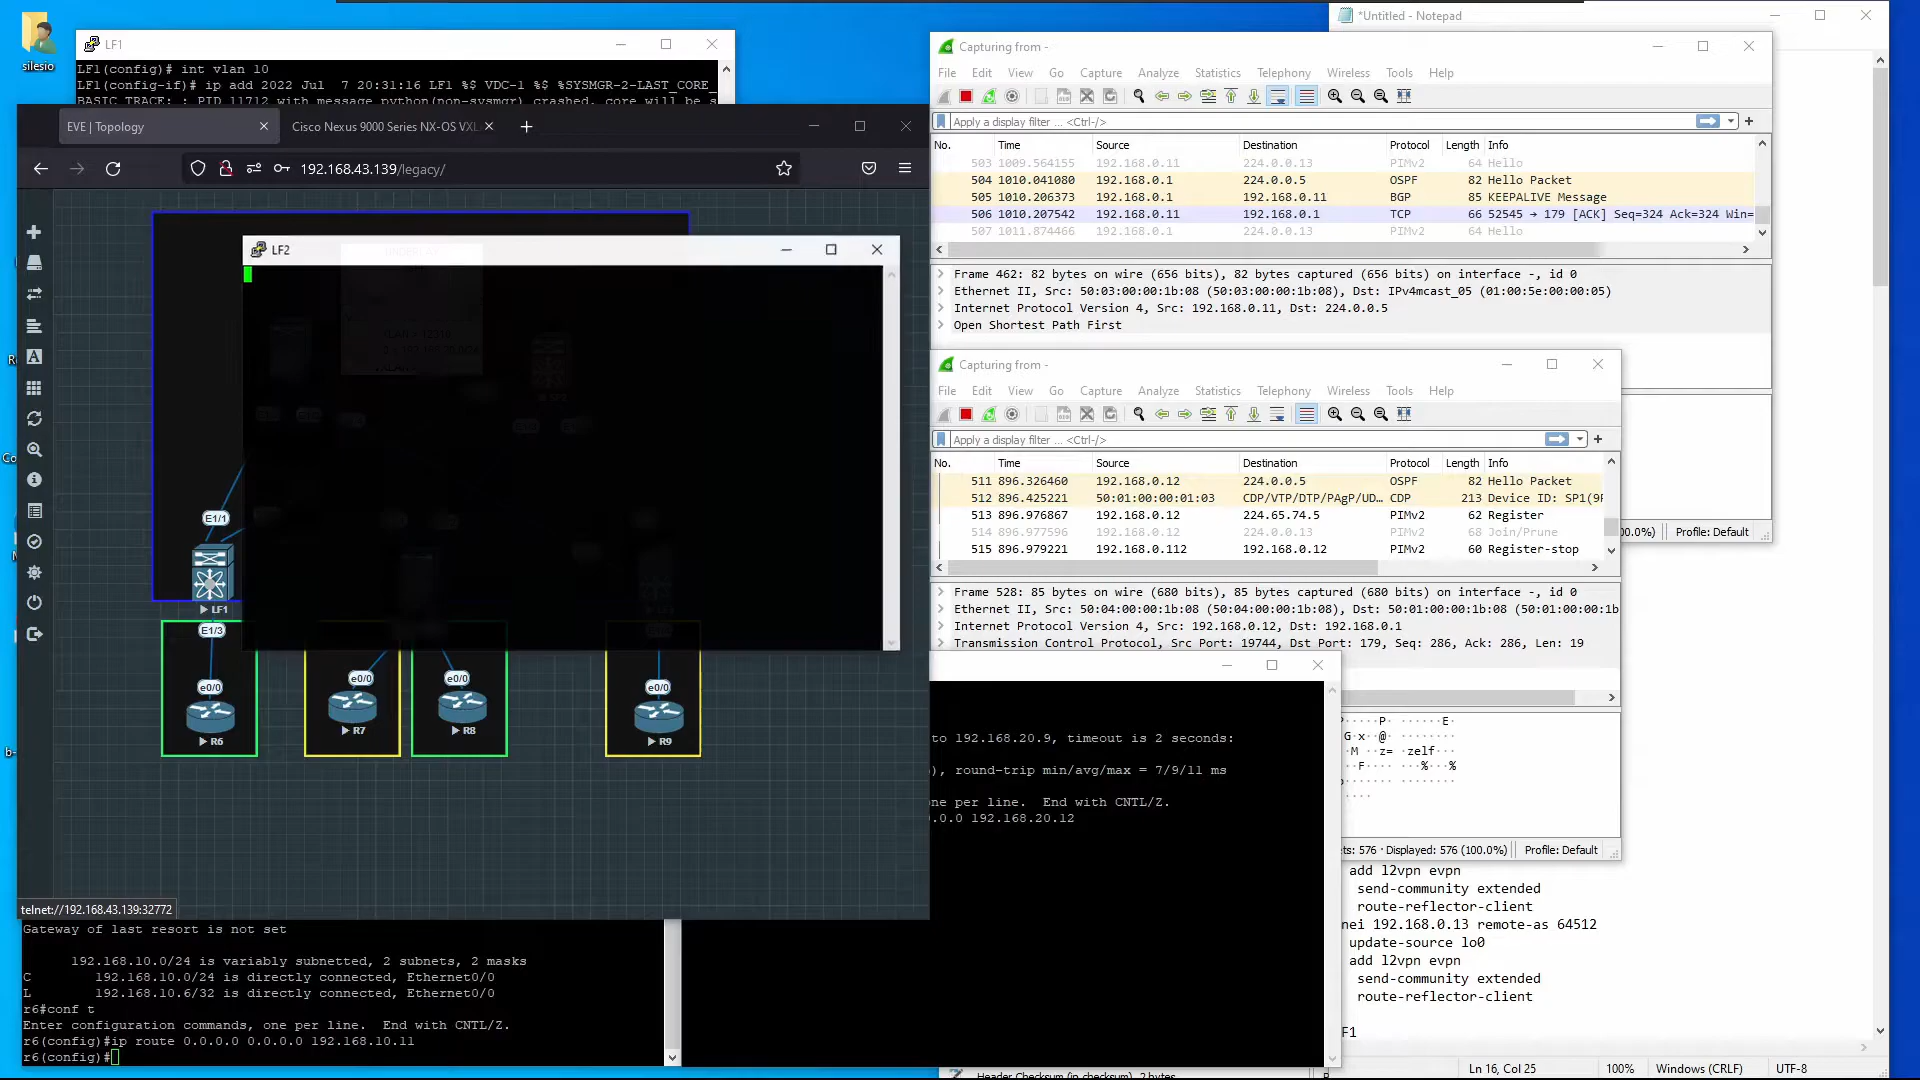 silesio
LF1
LF1(config)# int vlan 10
LF1(config-if)# ip add 2022 Jul  7 20:31:16 LF1 %$ VDC-1 %$ %SYSMGR-2-LAST_CORE_
BASIC_TRACE: : PID 11712 with message python(non-sysmgr) crashed, core will be s
EVE | Topology
Cisco Nexus 9000 Series NX-OS VXL
192.168.43.139/legacy/
LF2
E1/1
LF1
E1/3
e0/0
R6
e0/0
R7
e0/0
R8
e0/0
R9
telnet://192.168.43.139:32772
Gateway of last resort is not set
192.168.10.0/24 is variably subnetted, 2 subnets, 2 masks
C        192.168.10.0/24 is directly connected, Ethernet0/0
L        192.168.10.6/32 is directly connected, Ethernet0/0
r6#conf t
Enter configuration commands, one per line.  End with CNTL/Z.
r6(config)#ip route 0.0.0.0 0.0.0.0 192.168.10.11
r6(config)#
*Untitled - Notepad
Capturing from -
File Edit View Go Capture Analyze Statistics Telephony Wireless Tools Help
Apply a display filter ... <Ctrl-/>
No. Time Source Destination Protocol Length Info
503 1009.564155 192.168.0.11 224.0.0.13 PIMv2 64 Hello
504 1010.041080 192.168.0.1 224.0.0.5 OSPF 82 Hello Packet
505 1010.206373 192.168.0.1 192.168.0.11 BGP 85 KEEPALIVE Message
506 1010.207542 192.168.0.11 192.168.0.1 TCP 66 52545 → 179 [ACK] Seq=324 Ack=324 Win=
507 1011.874466 192.168.0.1 224.0.0.13 PIMv2 64 Hello
Frame 462: 82 bytes on wire (656 bits), 82 bytes captured (656 bits) on interface -, id 0
Ethernet II, Src: 50:03:00:00:1b:08 (50:03:00:00:1b:08), Dst: IPv4mcast_05 (01:00:5e:00:00:05)
Internet Protocol Version 4, Src: 192.168.0.11, Dst: 224.0.0.5
Open Shortest Path First
Capturing from -
File Edit View Go Capture Analyze Statistics Telephony Wireless Tools Help
Apply a display filter ... <Ctrl-/>
No. Time Source Destination Protocol Length Info
511 896.326460 192.168.0.12 224.0.0.5 OSPF 82 Hello Packet
512 896.425221 50:01:00:00:01:03 CDP/VTP/DTP/PAgP/UD… CDP 213 Device ID: SP1(9F
513 896.976867 192.168.0.12 224.65.74.5 PIMv2 62 Register
514 896.977596 192.168.0.12 224.0.0.13 PIMv2 68 Join/Prune
515 896.979221 192.168.0.112 192.168.0.12 PIMv2 60 Register-stop
00.0%) Profile: Default
Frame 528: 85 bytes on wire (680 bits), 85 bytes captured (680 bits) on interface -, id 0
Ethernet II, Src: 50:04:00:00:1b:08 (50:04:00:00:1b:08), Dst: 50:01:00:00:1b:08 (50:01:00:00:1b
Internet Protocol Version 4, Src: 192.168.0.12, Dst: 192.168.0.1
Transmission Control Protocol, Src Port: 19744, Dst Port: 179, Seq: 286, Ack: 286, Len: 19
to 192.168.20.9, timeout is 2 seconds:
), round-trip min/avg/max = 7/9/11 ms
ne per line.  End with CNTL/Z.
.0.0 192.168.20.12
·····P· ······E·
G x ·@· ········
· M ·z= ·zelf···
··F···· ··%··%
ts: 576 · Displayed: 576 (100.0%) Profile: Default
add l2vpn evpn
send-community extended
route-reflector-client
nei 192.168.0.13 remote-as 64512
update-source lo0
add l2vpn evpn
send-community extended
route-reflector-client
F1
Header Checksum (ip.checksum), 2 bytes
Ln 16, Col 25 100% Windows (CRLF) UTF-8